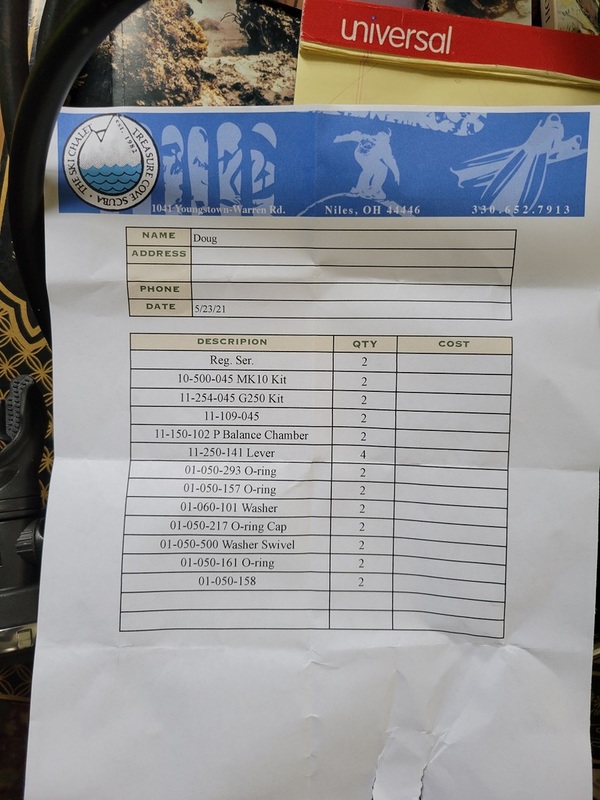 universal
THE SKI CHALET · TREASURE COVE SCUBA ·
est. 1982
1041 Youngstown-Warren Rd. Niles, OH 44446 330.652.7913
NAME Doug
ADDRESS
PHONE
DATE 5/23/21
DESCRIPION QTY COST
Reg. Ser. 2
10-500-045 MK10 Kit 2
11-254-045 G250 Kit 2
11-109-045 2
11-150-102 P Balance Chamber 2
11-250-141 Lever 4
01-050-293 O-ring 2
01-050-157 O-ring 2
01-060-101 Washer 2
01-050-217 O-ring Cap 2
01-050-500 Washer Swivel 2
01-050-161 O-ring 2
01-050-158 2